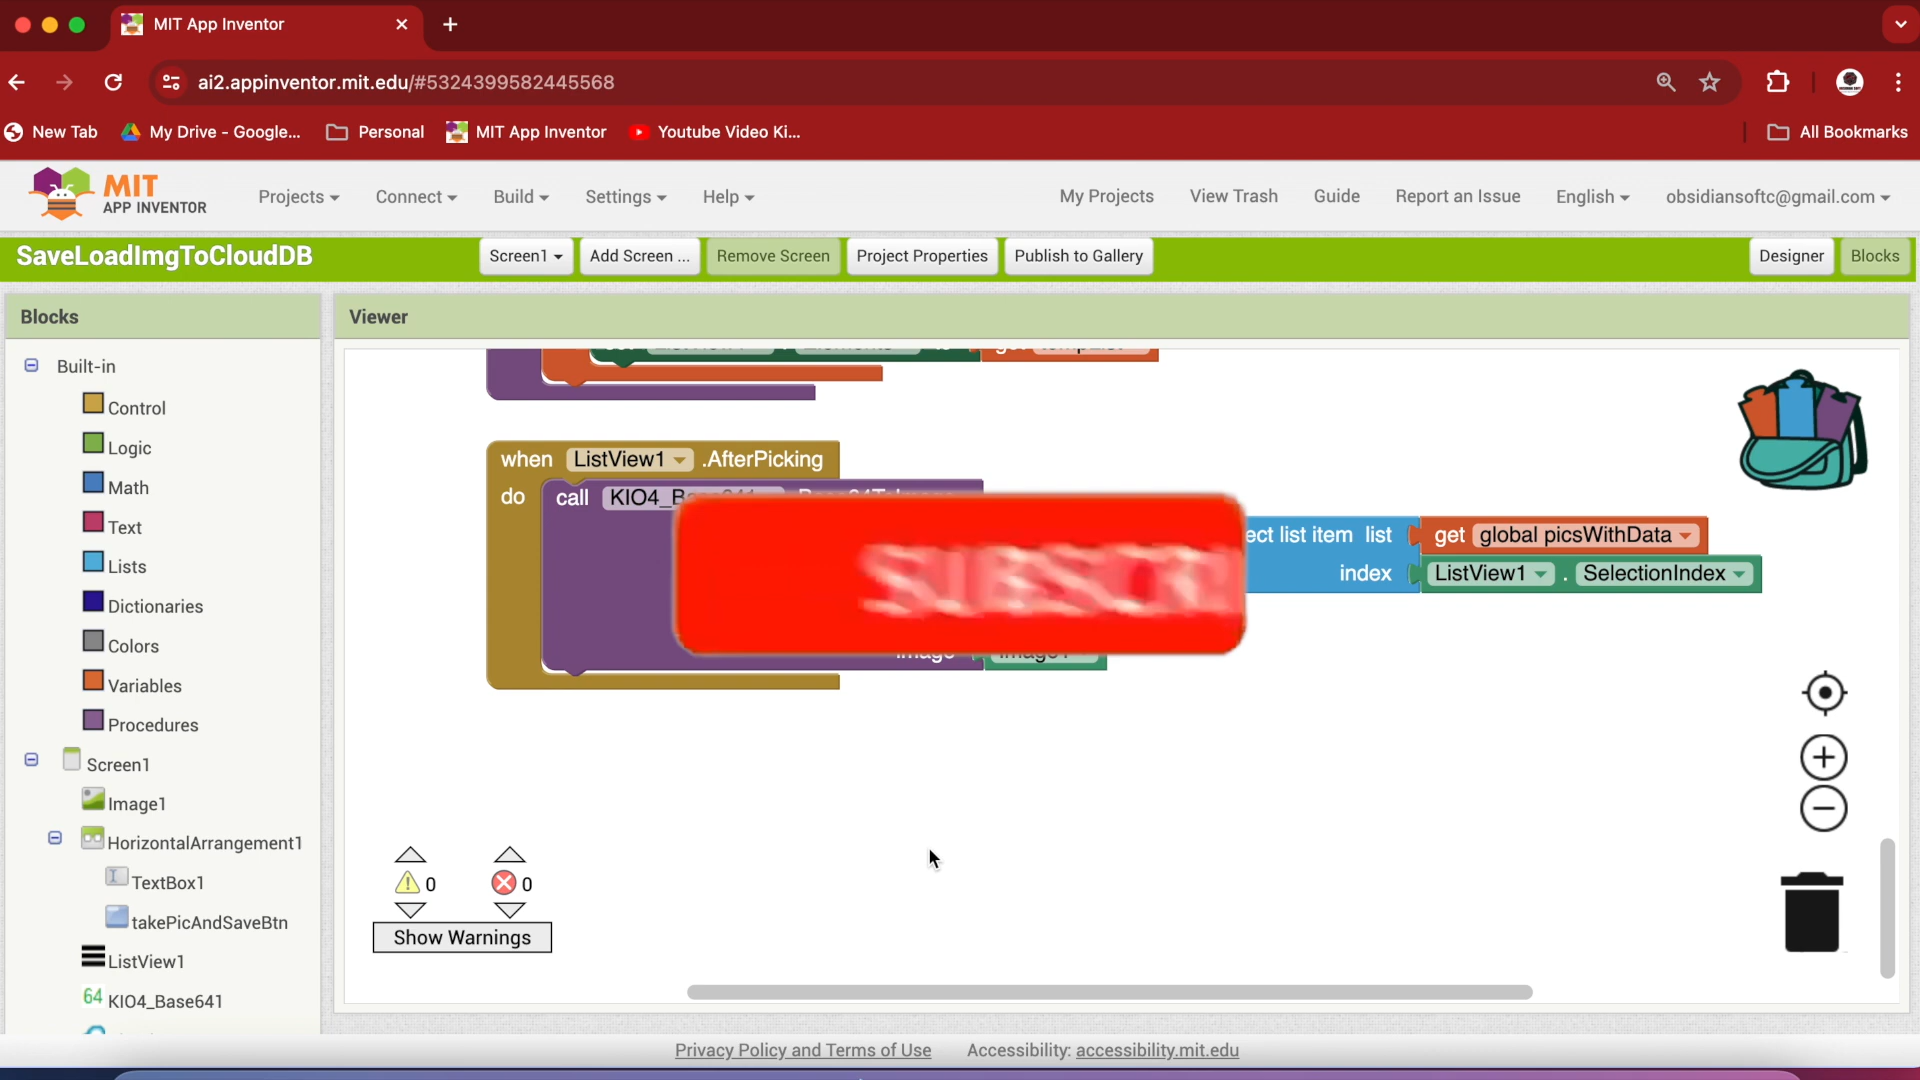 MIT App Inventor
ai2.appinventor.mit.edu/#5324399582445568
New Tab
My Drive - Google...
Personal
MIT App Inventor
Youtube Video Ki...
All Bookmarks
MIT
APP INVENTOR
Projects
Connect
Build
Settings
Help
My Projects
View Trash
Guide
Report an Issue
English
obsidiansoftc@gmail.com
SaveLoadImgToCloudDB
Screen1
Add Screen ...
Remove Screen
Project Properties
Publish to Gallery
Designer
Blocks
Blocks
Viewer
Built-in
Control
Logic
Math
Text
Lists
Dictionaries
Colors
Variables
Procedures
Screen1
Image1
HorizontalArrangement1
TextBox1
takePicAndSaveBtn
ListView1
64 KIO4_Base641
when ListView1 .AfterPicking
do call
ect list item list get global picsWithData
index ListView1 . SelectionIndex
0
0
Show Warnings
Privacy Policy and Terms of Use
Accessibility: accessibility.mit.edu